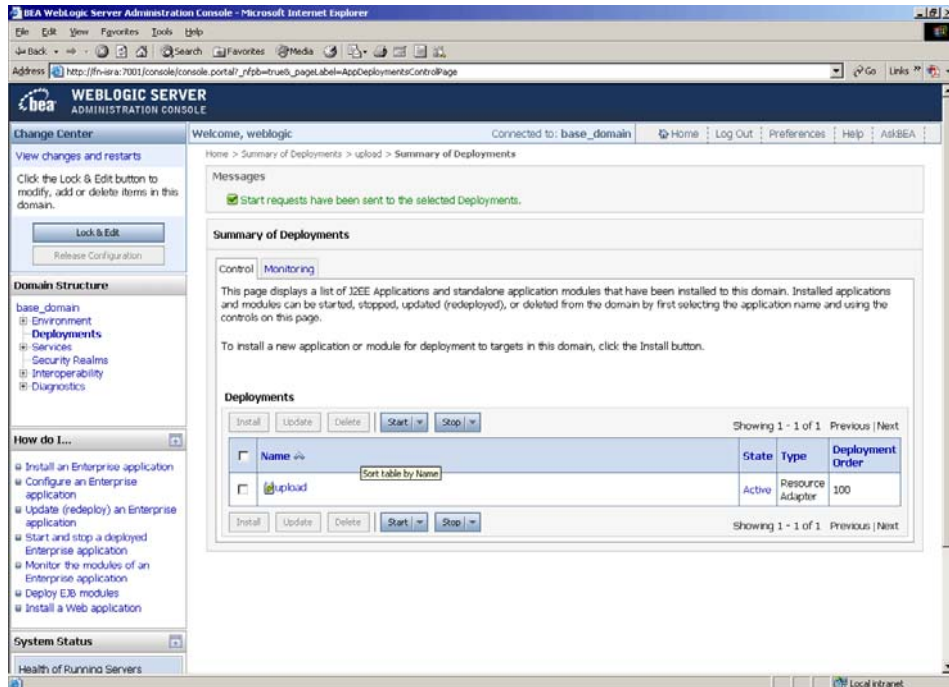 BEA WebLogic Server Administration Console - Microsoft Internet Explorer
File Edit View Favorites Tools Help
Back Search Favorites Media
Address http://fn-isra:7001/console/console.portal?_nfpb=true&_pageLabel=AppDeploymentsControlPage Go Links
bea WEBLOGIC SERVER
ADMINISTRATION CONSOLE
Change Center
View changes and restarts
Click the Lock & Edit button to
modify, add or delete items in this
domain.
Lock & Edit
Release Configuration
Domain Structure
base_domain
Environment
Deployments
Services
Security Realms
Interoperability
Diagnostics
How do I...
Install an Enterprise application
Configure an Enterprise
application
Update (redeploy) an Enterprise
application
Start and stop a deployed
Enterprise application
Monitor the modules of an
Enterprise application
Deploy EJB modules
Install a Web application
System Status
Health of Running Servers
Welcome, weblogic Connected to: base_domain Home Log Out Preferences Help AskBEA
Home > Summary of Deployments > upload > Summary of Deployments
Messages
Start requests have been sent to the selected Deployments.
Summary of Deployments
Control Monitoring
This page displays a list of J2EE Applications and standalone application modules that have been installed to this domain. Installed applications
and modules can be started, stopped, updated (redeployed), or deleted from the domain by first selecting the application name and using the
controls on this page.
To install a new application or module for deployment to targets in this domain, click the Install button.
Deployments
Install Update Delete Start Stop Showing 1 - 1 of 1 Previous | Next
Name State Type Deployment
Order
Sort table by Name
upload Active Resource
Adapter 100
Install Update Delete Start Stop Showing 1 - 1 of 1 Previous | Next
Local intranet